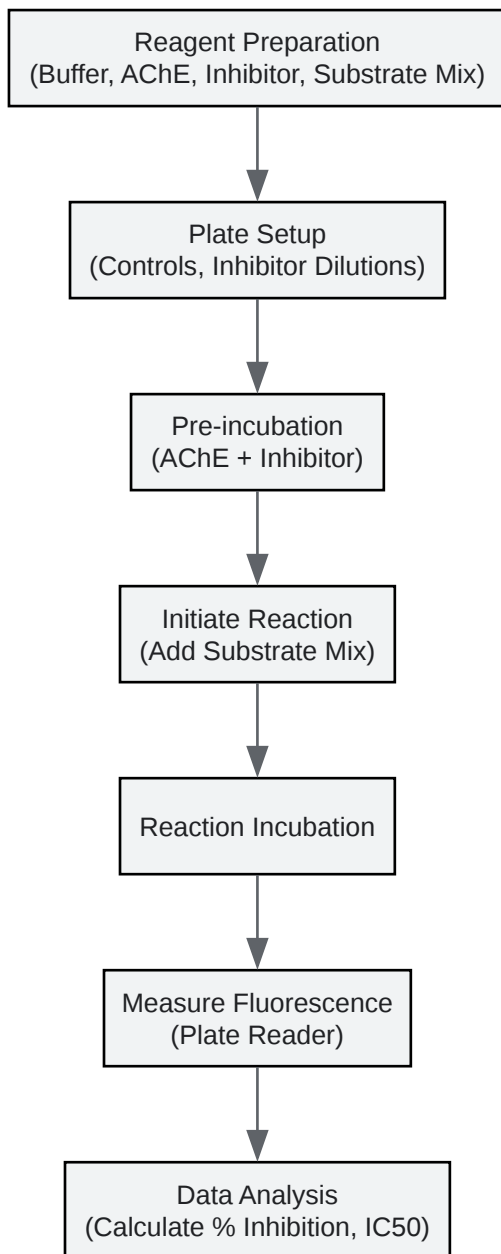 Reagent Preparation
(Buffer, AChE, Inhibitor, Substrate Mix)
Plate Setup
(Controls, Inhibitor Dilutions)
Pre-incubation
(AChE + Inhibitor)
Initiate Reaction
(Add Substrate Mix)
Reaction Incubation
Measure Fluorescence
(Plate Reader)
Data Analysis
(Calculate % Inhibition, IC50)